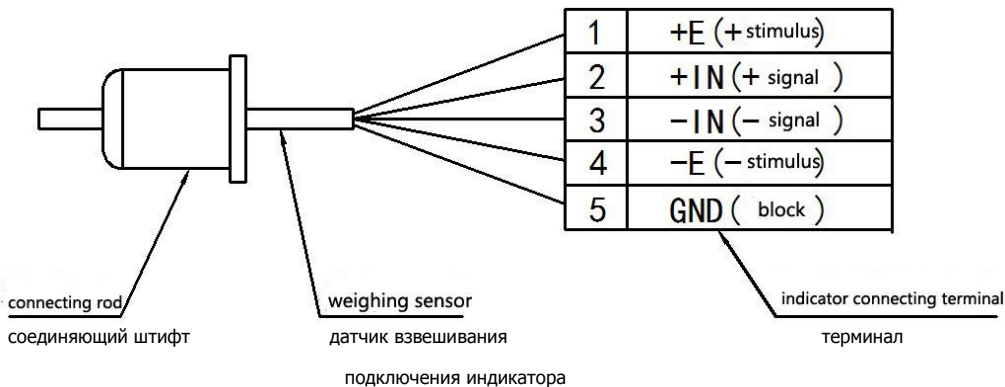 1 +E (+ stimulus)
2 +IN (+ signal )
3 -IN (- signal )
4 -E (- stimulus)
5 GND ( block )
connecting rod
weighing sensor
indicator connecting terminal
соединяющий штифт
датчик взвешивания
терминал
подключения индикатора